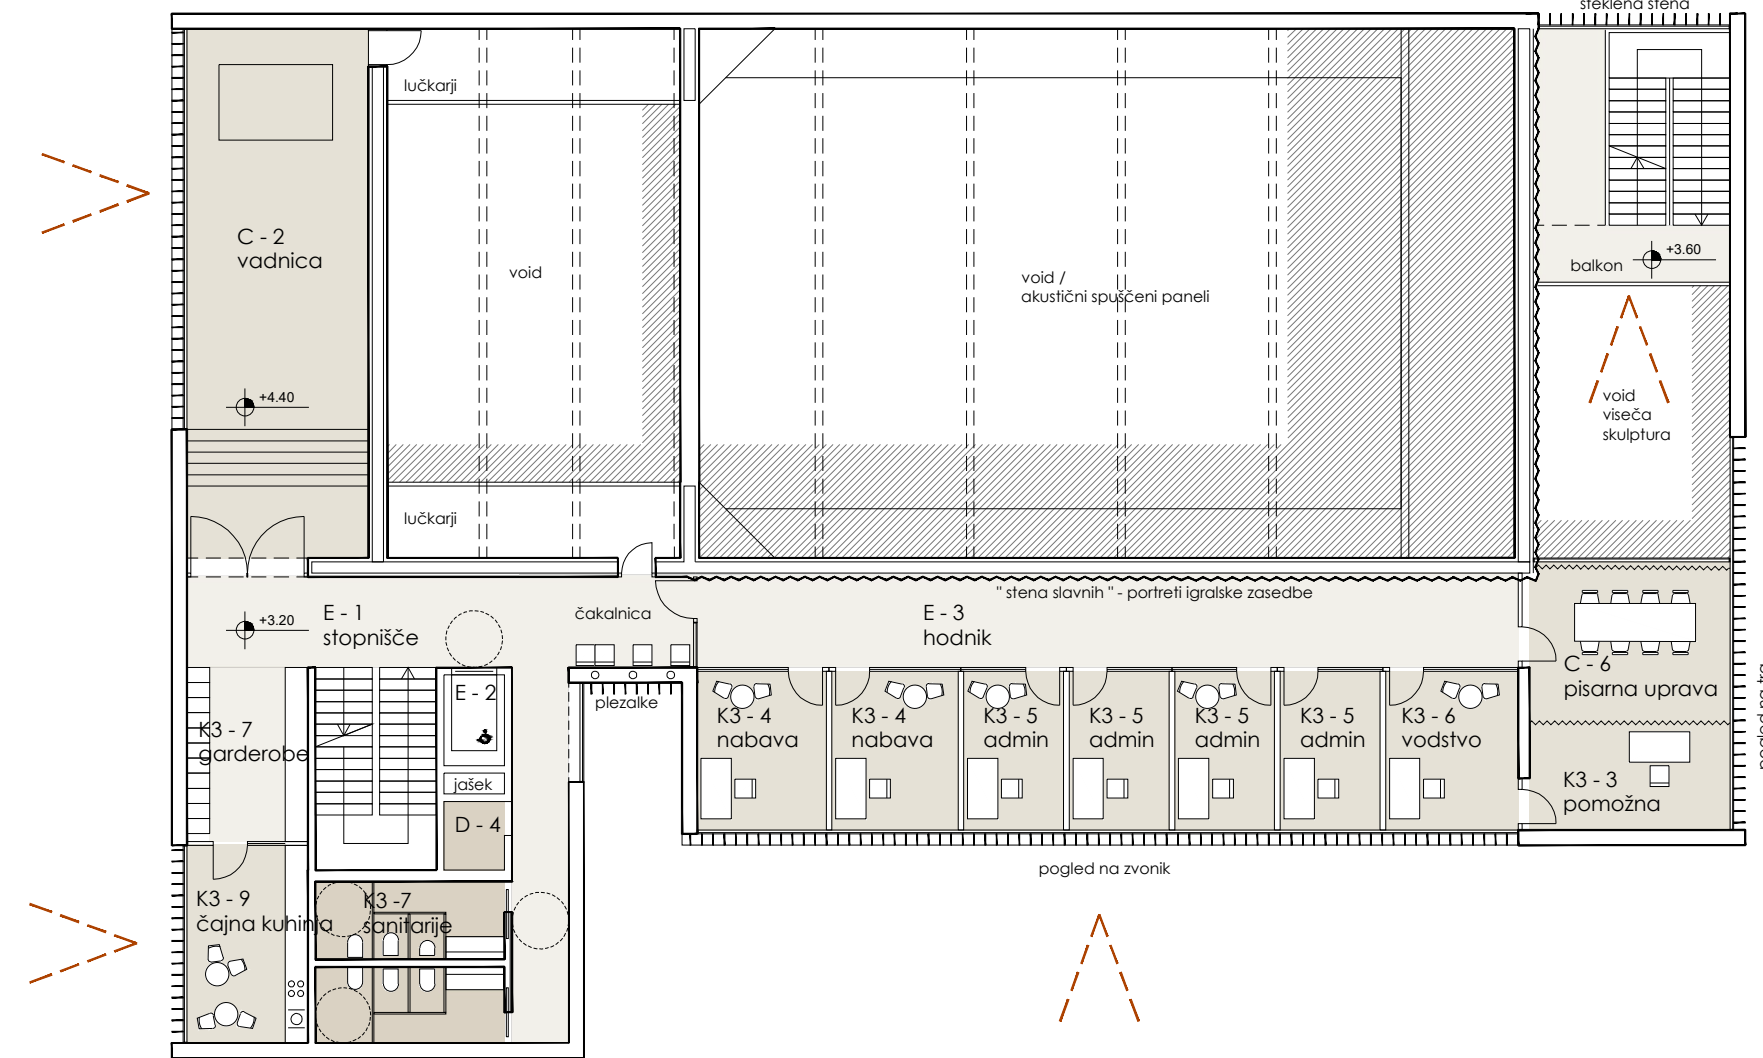 steklena stena
lučkarji
C - 2
vadnica
void
void /
akustični spuščeni paneli
+3.60
balkon
+4.40
void
viseča
skulptura
lučkarji
" stena slavnih " - portreti igralske zasedbe
E - 1
stopnišče
+3.20
čakalnica
E - 3
hodnik
C - 6
pisarna uprava
pogled na trg
E - 2
plezalke
K3 - 7
garderobe
K3 - 4
nabava
K3 - 4
nabava
K3 - 5
admin
K3 - 5
admin
K3 - 5
admin
K3 - 5
admin
K3 - 6
vodstvo
jašek
K3 - 3
pomožna
D - 4
pogled na zvonik
K3 - 9
čajna kuhinja
K3 -7
sanitarije